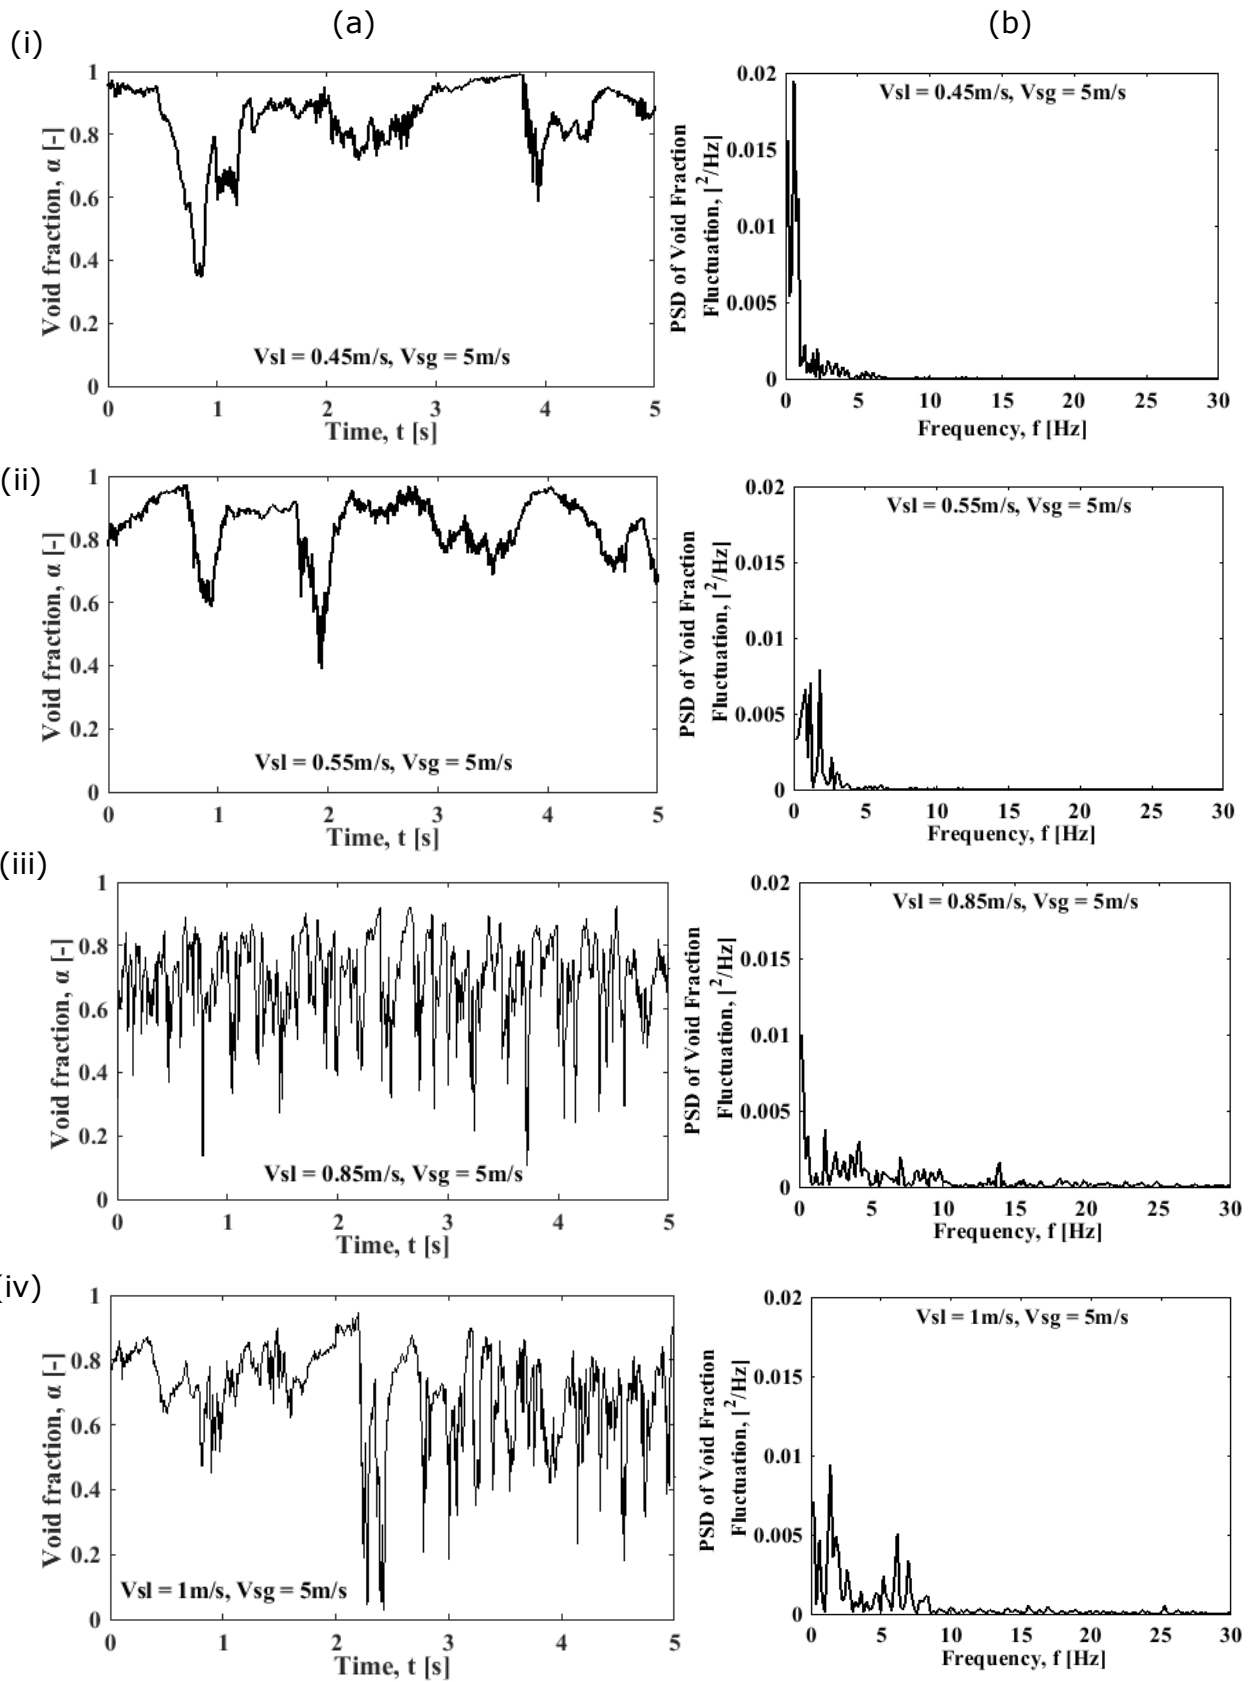 (a) (b)
(i)
1
0.8
0.6
0.4
0.2
0
Void fraction, α [-]
Vsl = 0.45m/s, Vsg = 5m/s
0 1 2 3 4 5
Time, t [s]
0.02
0.015
0.01
0.005
0
PSD of Void Fraction
Fluctuation, |²/Hz]
Vsl = 0.45m/s, Vsg = 5m/s
0 5 10 15 20 25 30
Frequency, f [Hz]
(ii)
1
0.8
0.6
0.4
0.2
0
Void fraction, α [-]
Vsl = 0.55m/s, Vsg = 5m/s
0 1 2 3 4 5
Time, t [s]
0.02
0.015
0.01
0.005
0
PSD of Void Fraction
Fluctuation, |²/Hz]
Vsl = 0.55m/s, Vsg = 5m/s
0 5 10 15 20 25 30
Frequency, f [Hz]
(iii)
1
0.8
0.6
0.4
0.2
0
Void fraction, α [-]
Vsl = 0.85m/s, Vsg = 5m/s
0 1 2 3 4 5
Time, t [s]
0.02
0.015
0.01
0.005
0
PSD of Void Fraction
Fluctuation, |²/Hz]
Vsl = 0.85m/s, Vsg = 5m/s
0 5 10 15 20 25 30
Frequency, f [Hz]
(iv)
1
0.8
0.6
0.4
0.2
0
Void fraction, α [-]
Vsl = 1m/s, Vsg = 5m/s
0 1 2 3 4 5
Time, t [s]
0.02
0.015
0.01
0.005
0
PSD of Void Fraction
Fluctuation, |²/Hz]
Vsl = 1m/s, Vsg = 5m/s
0 5 10 15 20 25 30
Frequency, f [Hz]